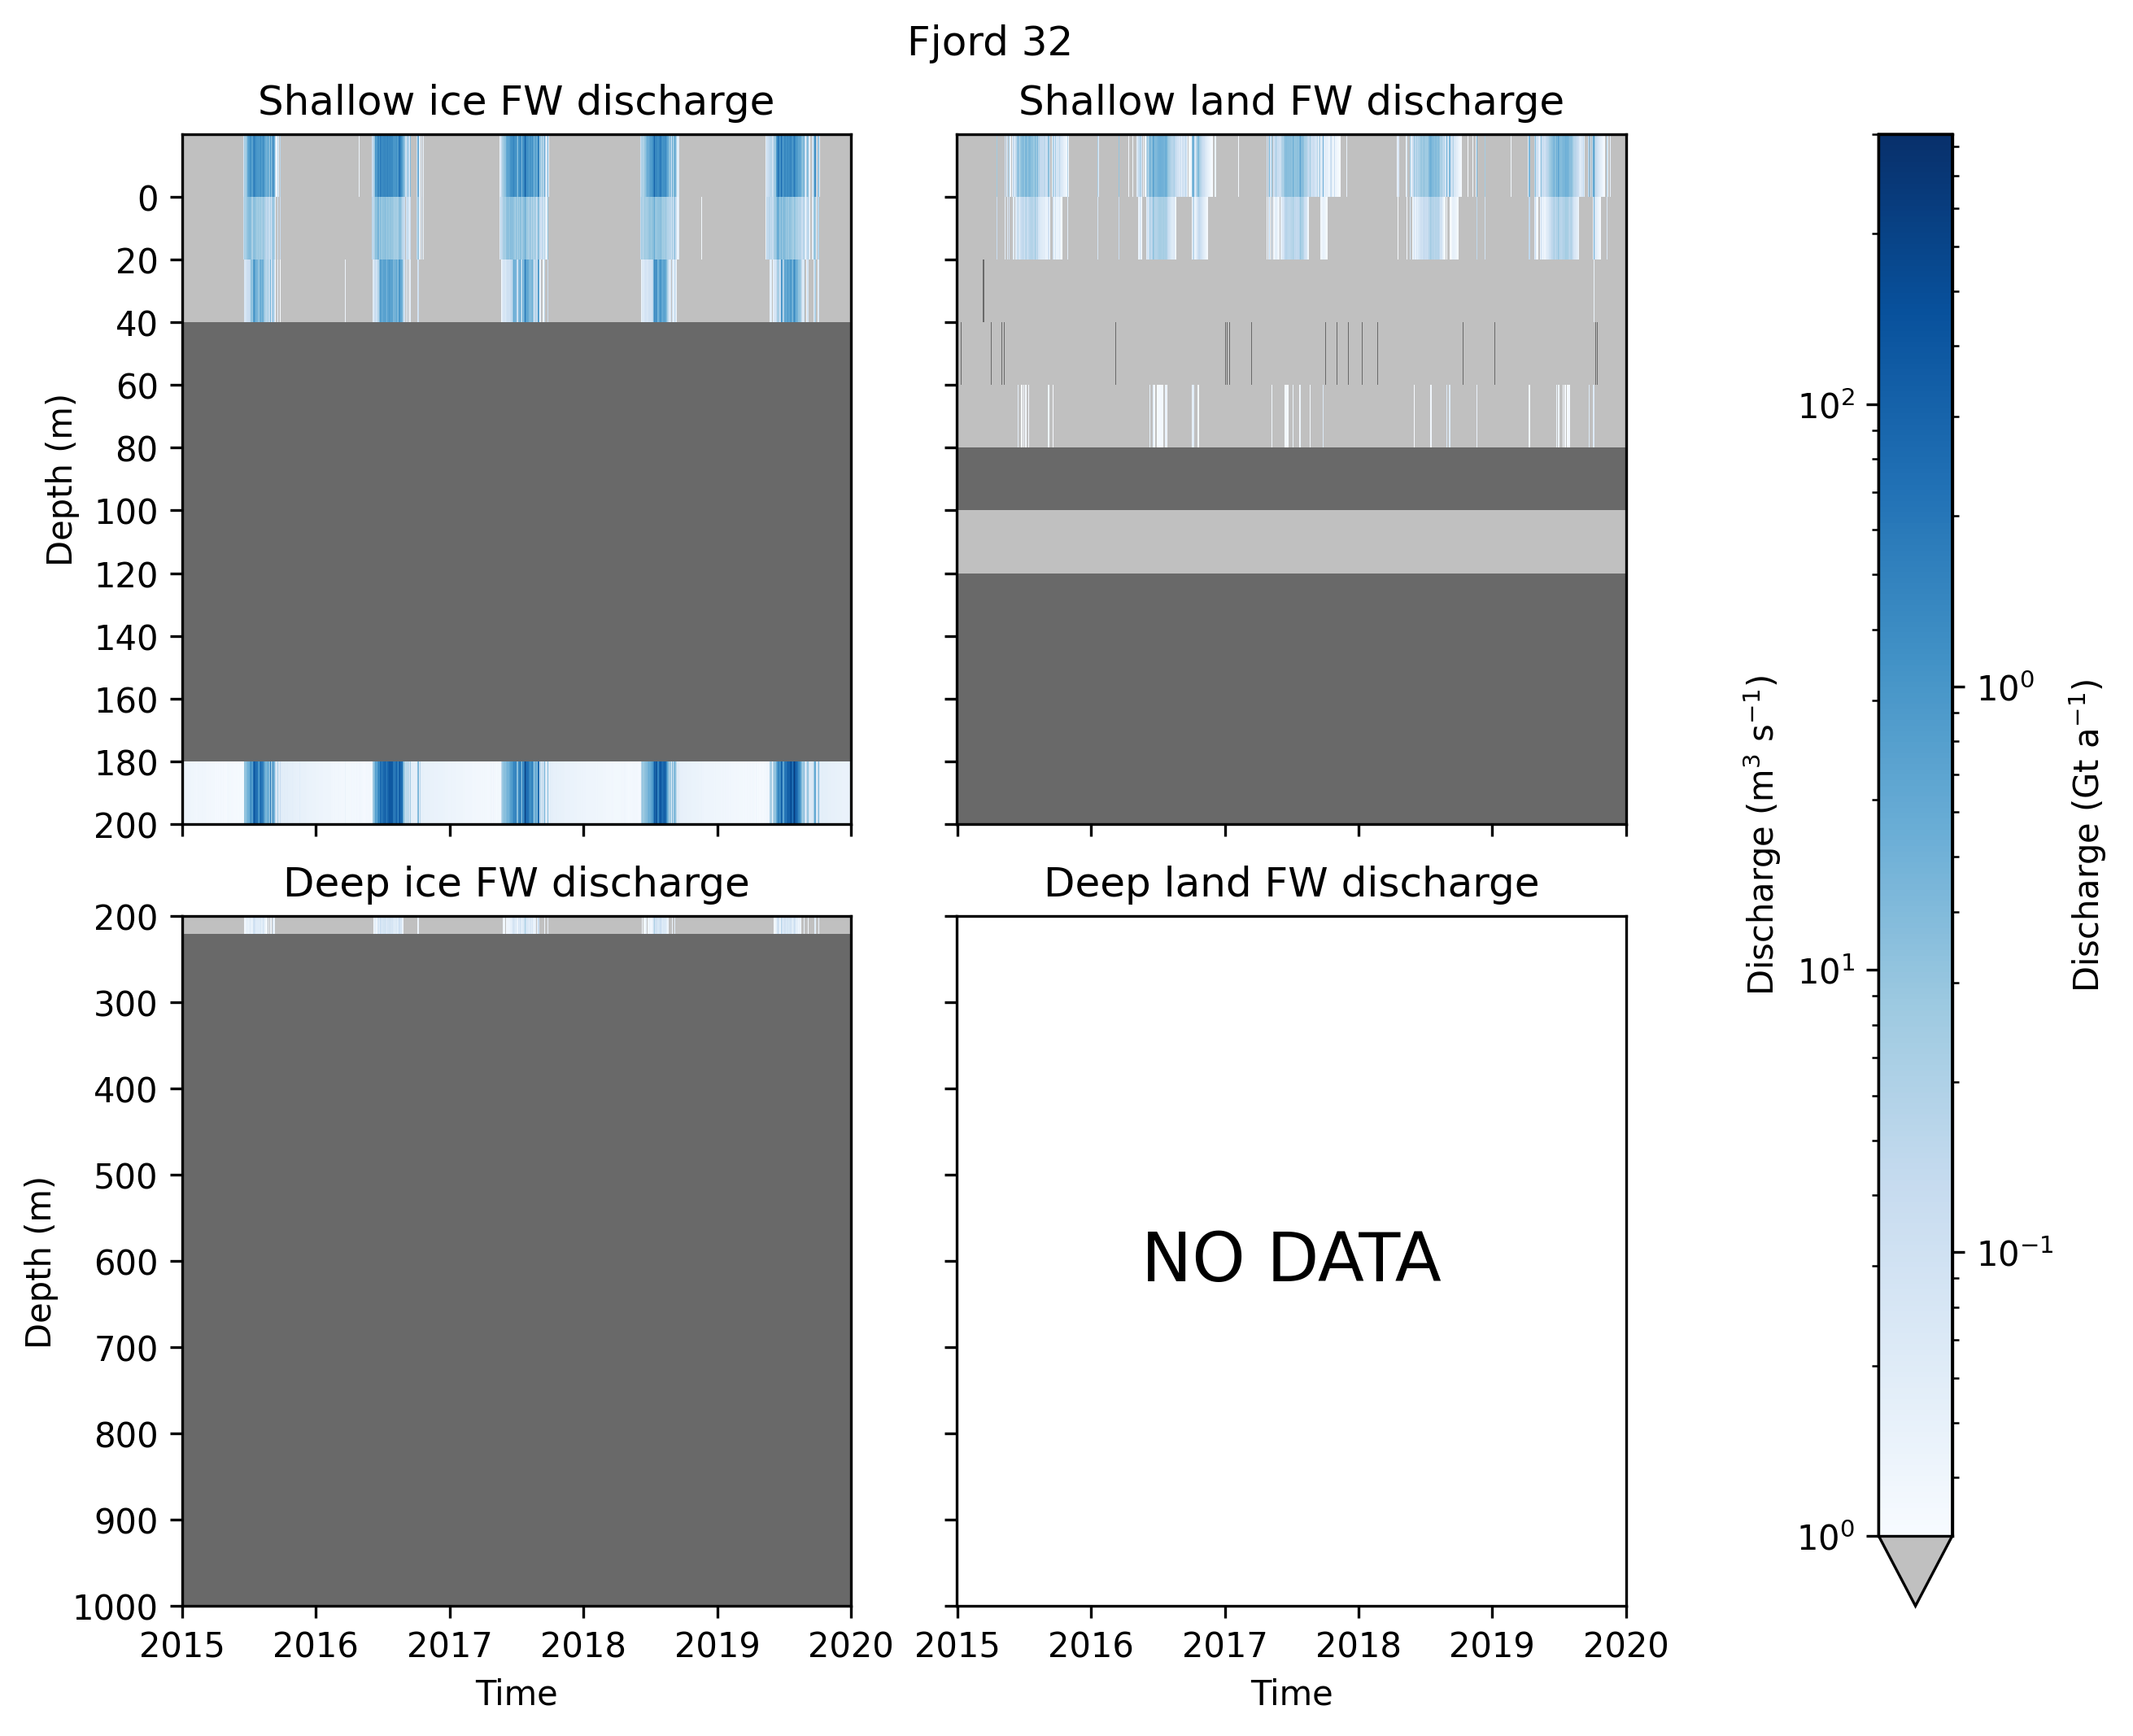 Fjord 32
Shallow ice FW discharge
Shallow land FW discharge
0
20
40
60
80
100
120
140
160
180
200
Depth (m)
Deep ice FW discharge
Deep land FW discharge
200
300
400
500
600
700
800
900
1000
Depth (m)
NO DATA
2015 2016 2017 2018 2019 2020
2015 2016 2017 2018 2019 2020
Time
Time
10²
10¹
10⁰
Discharge (m³ s⁻¹)
10⁰
10⁻¹
Discharge (Gt a⁻¹)